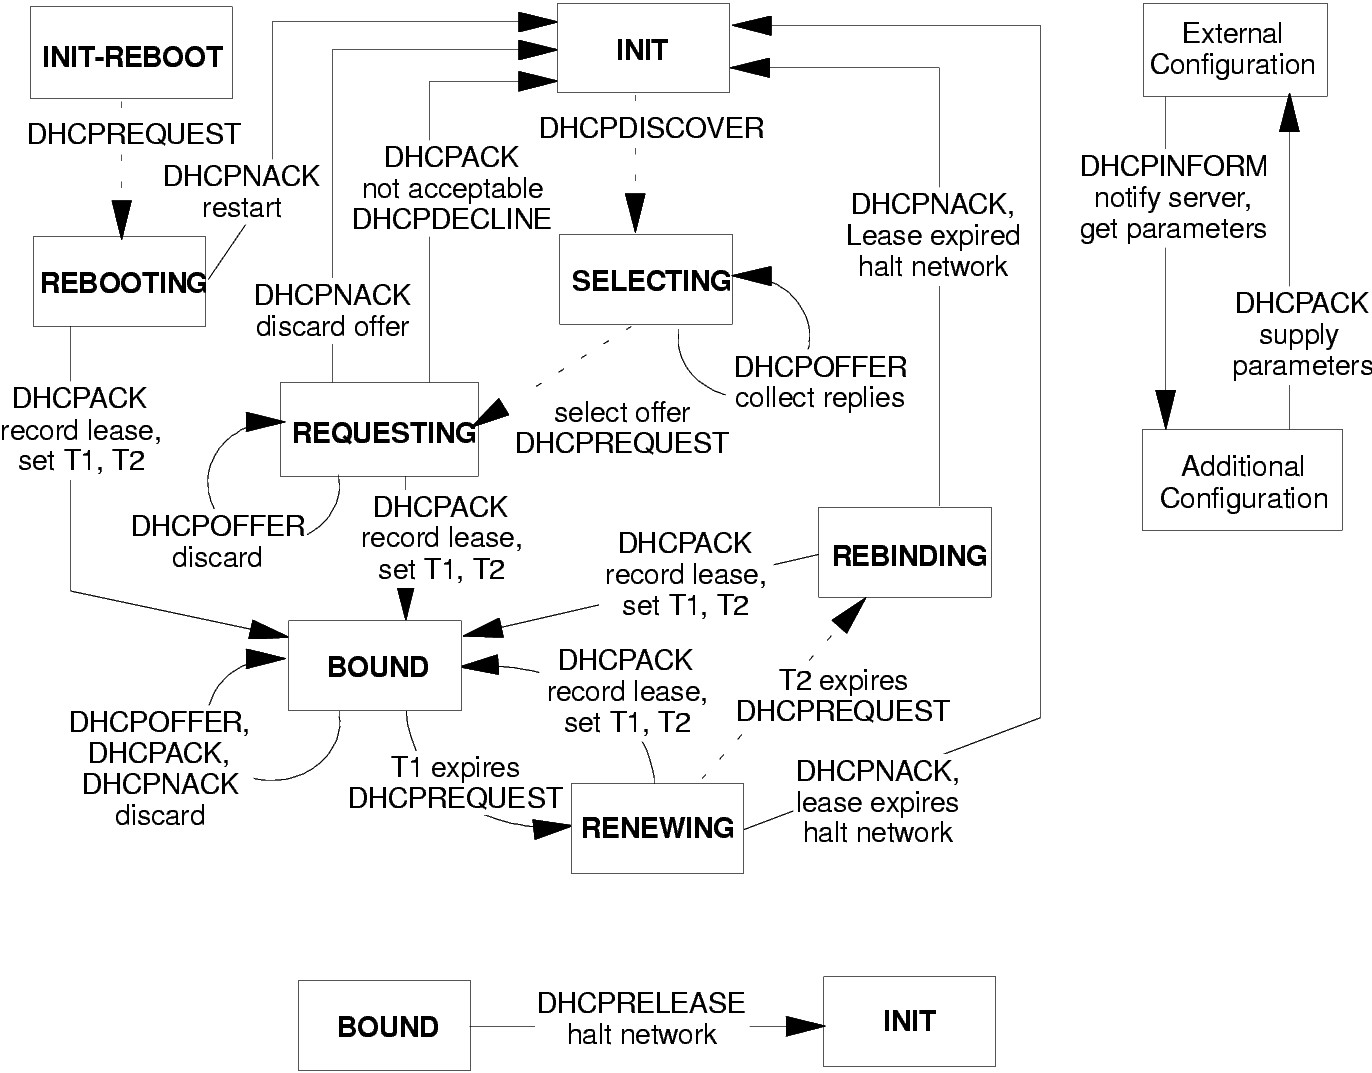 INIT-REBOOT
INIT
External
Configuration
DHCPREQUEST
DHCPNACK
restart
DHCPACK
not acceptable
DHCPDECLINE
DHCPDISCOVER
DHCPNACK,
Lease expired
halt network
DHCPINFORM
notify server,
get parameters
REBOOTING
SELECTING
DHCPNACK
discard offer
DHCPOFFER
collect replies
DHCPACK
supply
parameters
DHCPACK
record lease,
set T1, T2
REQUESTING
select offer
DHCPREQUEST
Additional
Configuration
DHCPOFFER
discard
DHCPACK
record lease,
set T1, T2
DHCPACK
record lease,
set T1, T2
REBINDING
BOUND
DHCPACK
record lease,
set T1, T2
T2 expires
DHCPREQUEST
DHCPOFFER,
DHCPACK,
DHCPNACK
discard
T1 expires
DHCPREQUEST
RENEWING
DHCPNACK,
lease expires
halt network
BOUND
DHCPRELEASE
halt network
INIT